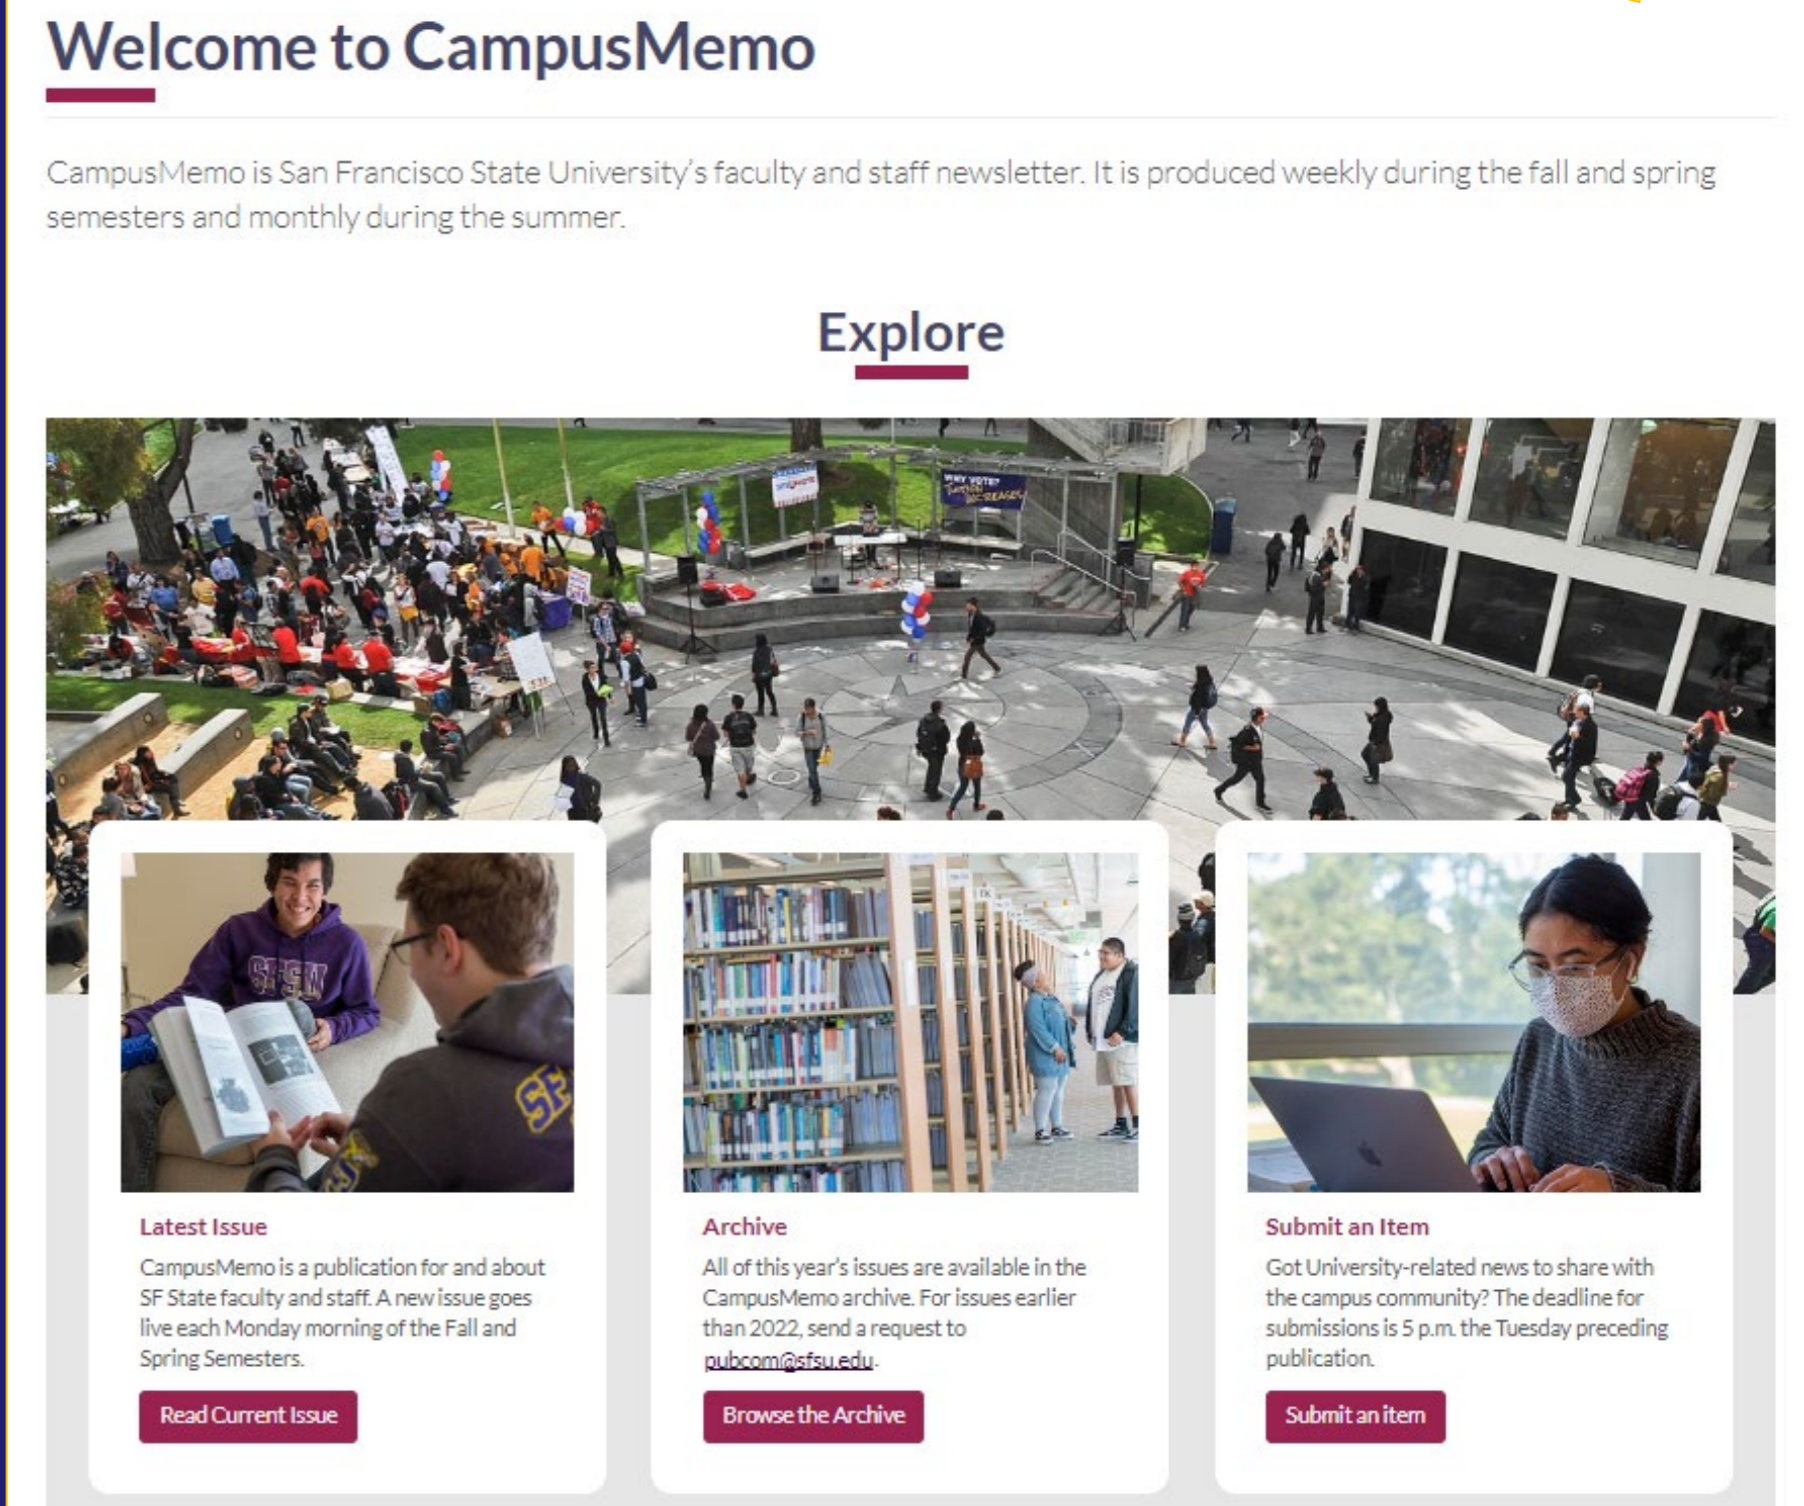 Welcome to CampusMemo
CampusMemo is San Francisco State University's faculty and staff newsletter. It is produced weekly during the fall and spring
semesters and monthly during the summer.
Explore
WHY VOTE?
TUITION
INCREASES
SFSU
Latest Issue
CampusMemo is a publication for and about
SF State faculty and staff. A new issue goes
live each Monday morning of the Fall and
Spring Semesters.
Read Current Issue
Archive
All of this year's issues are available in the
CampusMemo archive. For issues earlier
than 2022, send a request to
pubcom@sfsu.edu.
Browse the Archive
Submit an Item
Got University-related news to share with
the campus community? The deadline for
submissions is 5 p.m. the Tuesday preceding
publication.
Submit an item